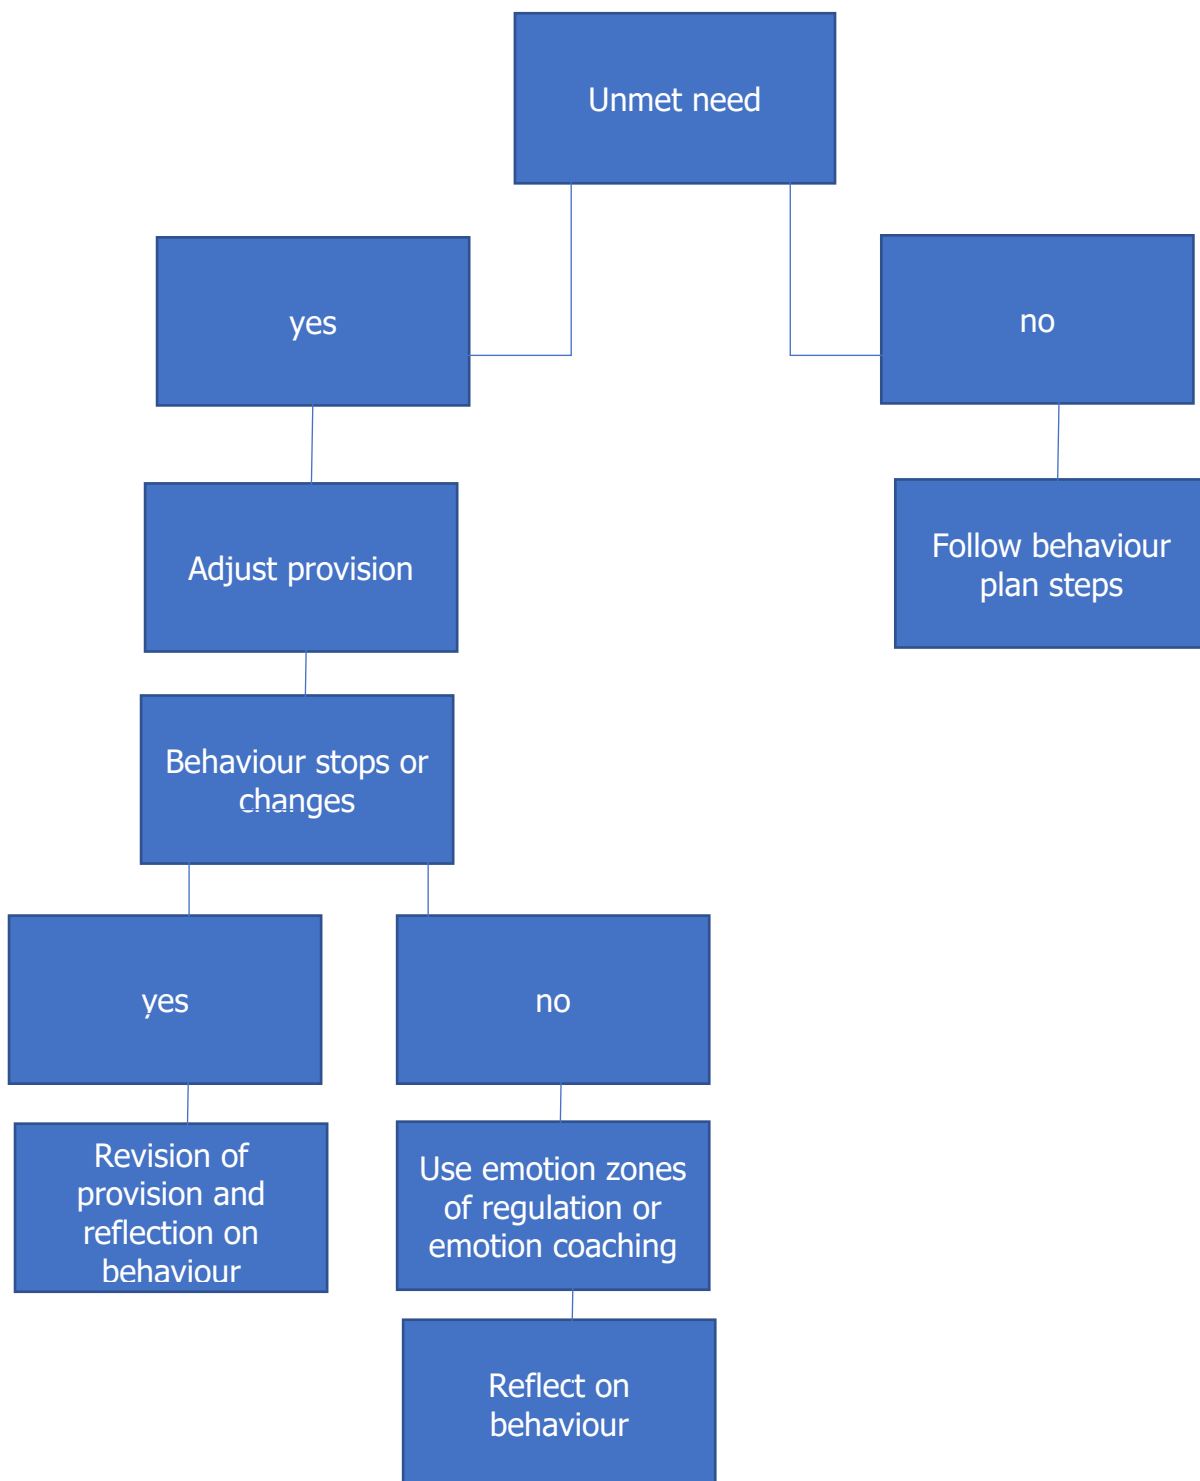 Unmet need
yes
no
Adjust provision
Follow behaviour
plan steps
Behaviour stops or
changes
yes
no
Revision of
provision and
reflection on
behaviour
Use emotion zones
of regulation or
emotion coaching
Reflect on
behaviour